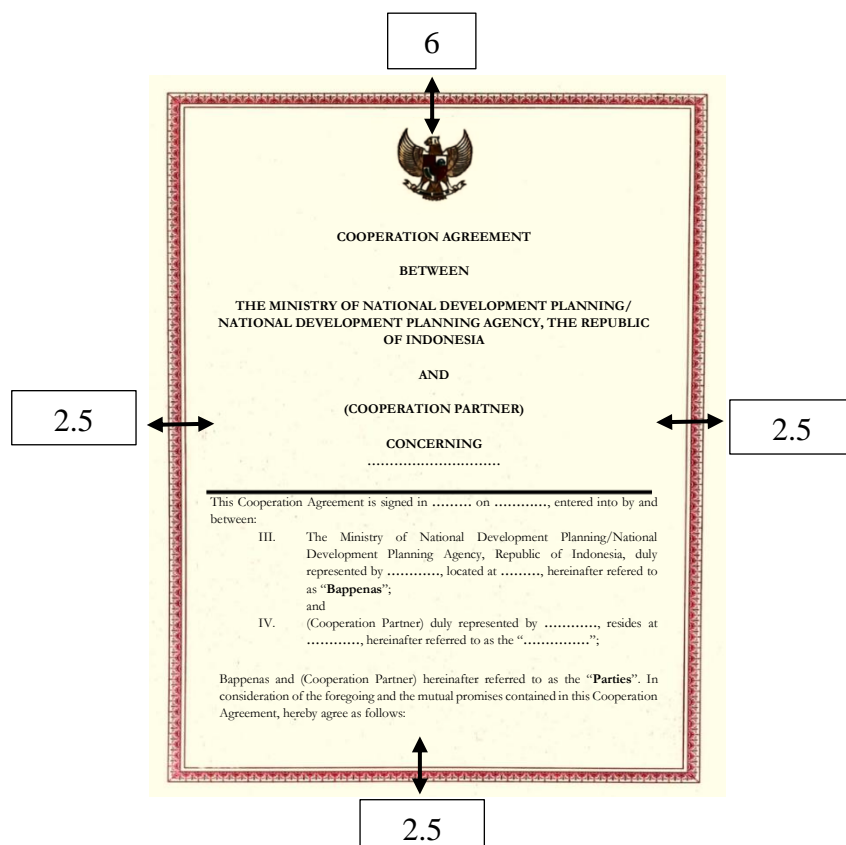 6
COOPERATION AGREEMENT
BETWEEN
THE MINISTRY OF NATIONAL DEVELOPMENT PLANNING/
NATIONAL DEVELOPMENT PLANNING AGENCY, THE REPUBLIC
OF INDONESIA
AND
(COOPERATION PARTNER)
2.5
2.5
CONCERNING
..............................
This Cooperation Agreement is signed in ......... on ............, entered into by and
between:
III. The Ministry of National Development Planning/National
Development Planning Agency, Republic of Indonesia, duly
represented by ............, located at ........., hereinafter refered to
as “Bappenas”;
and
IV. (Cooperation Partner) duly represented by ............, resides at
............, hereinafter referred to as the “...............”;
Bappenas and (Cooperation Partner) hereinafter referred to as the “Parties”. In
consideration of the foregoing and the mutual promises contained in this Cooperation
Agreement, hereby agree as follows:
2.5